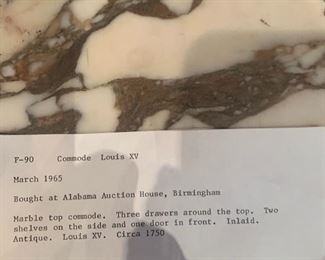 F-90 Commode Louis XV
March 1965
Bought at Alabama Auction House, Birmingham
Marble top commode. Three drawers around the top. Two
shelves on the side and one door in front. Inlaid.
Antique. Louis XV. Circa 1750